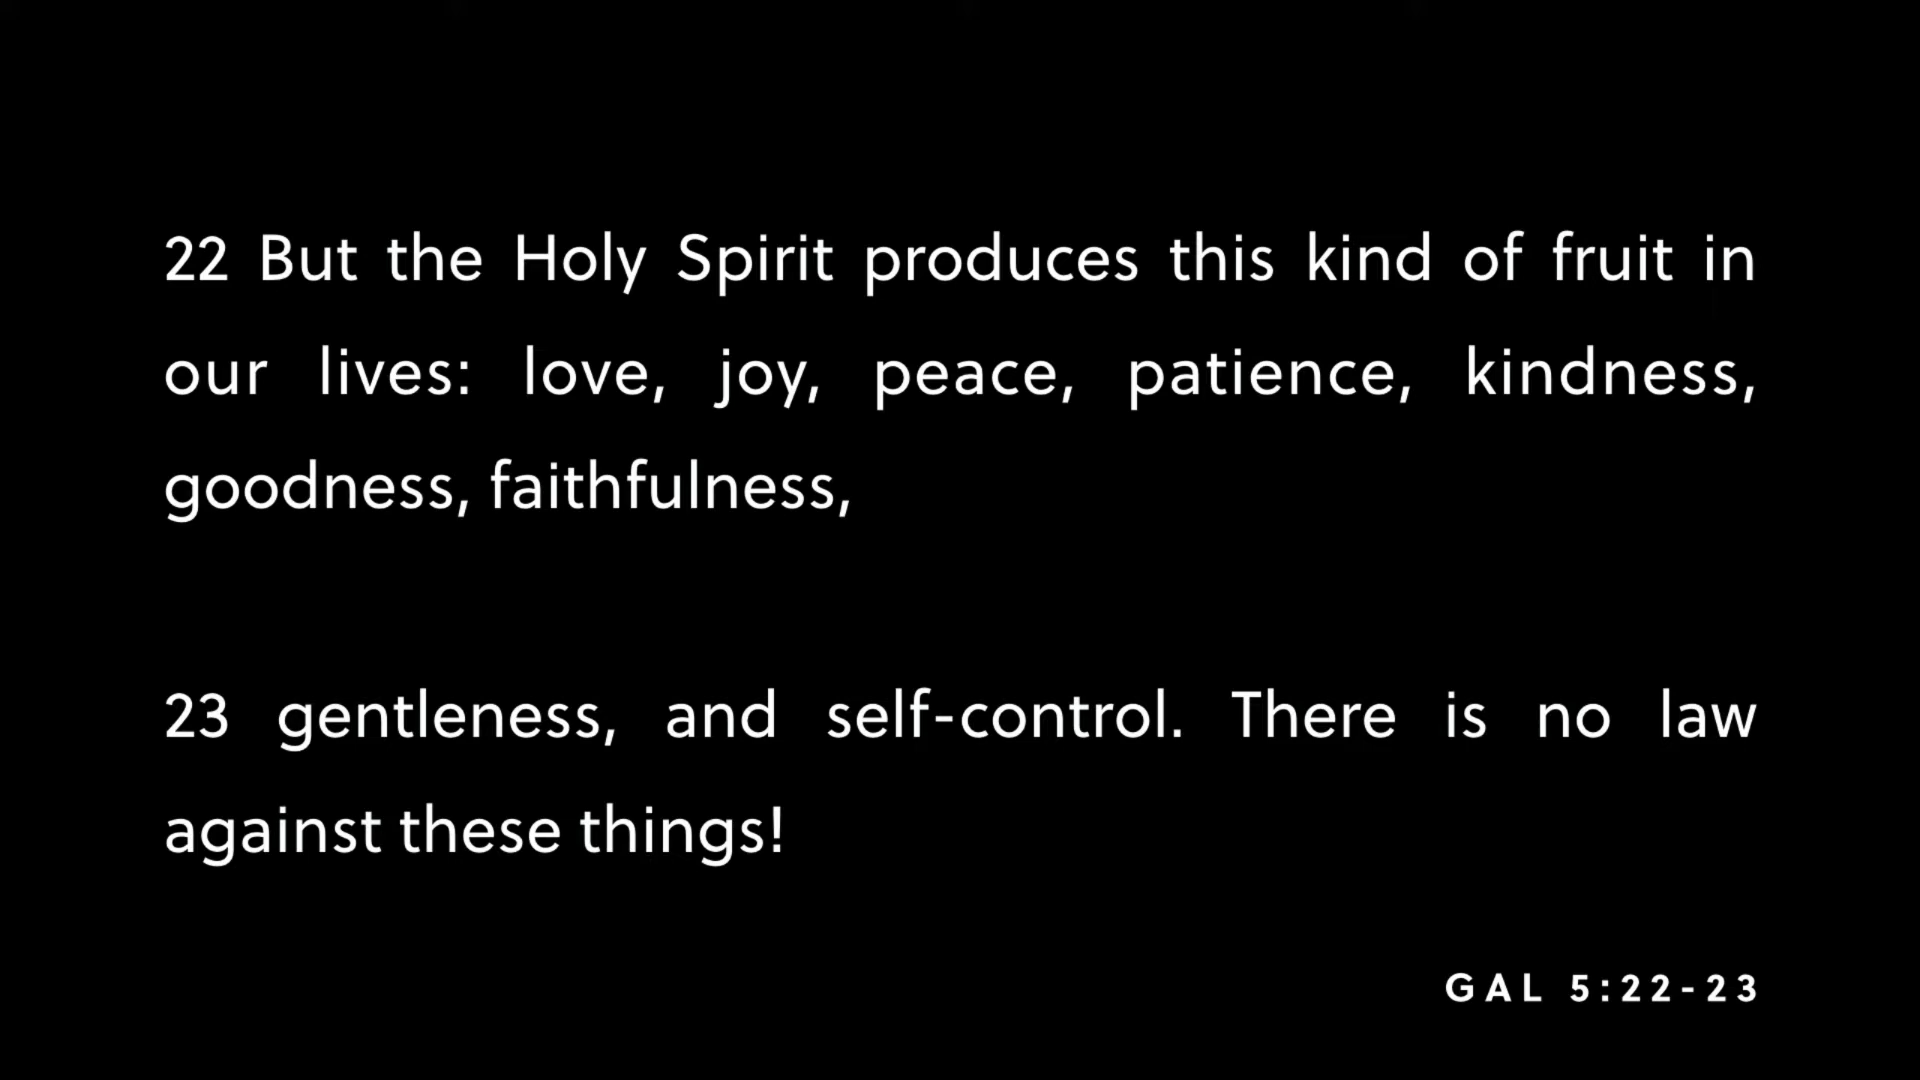 22 But the Holy Spirit produces this kind of fruit in
our lives: love, joy, peace, patience, kindness,
goodness, faithfulness,
23 gentleness, and self-control. There is no law
against these things!
GAL 5:22-23